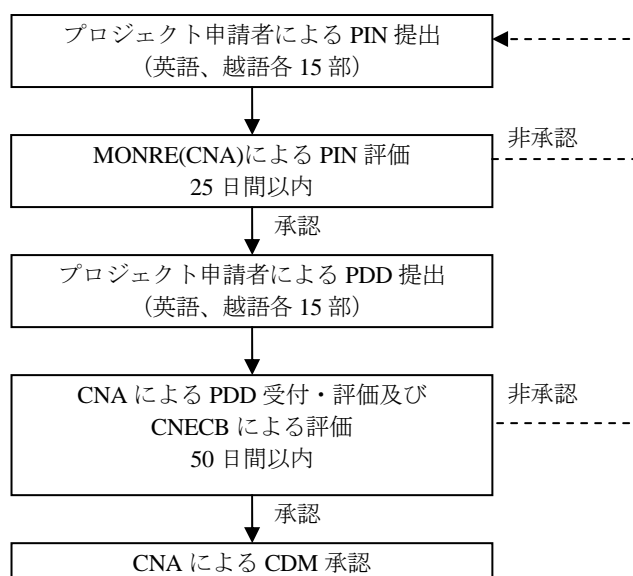 プロジェクト申請者による PIN 提出
（英語、越語各 15 部）
MONRE(CNA)による PIN 評価
25 日間以内
非承認
承認
プロジェクト申請者による PDD 提出
（英語、越語各 15 部）
CNA による PDD 受付・評価及び
CNECB による評価
50 日間以内
非承認
承認
CNA による CDM 承認